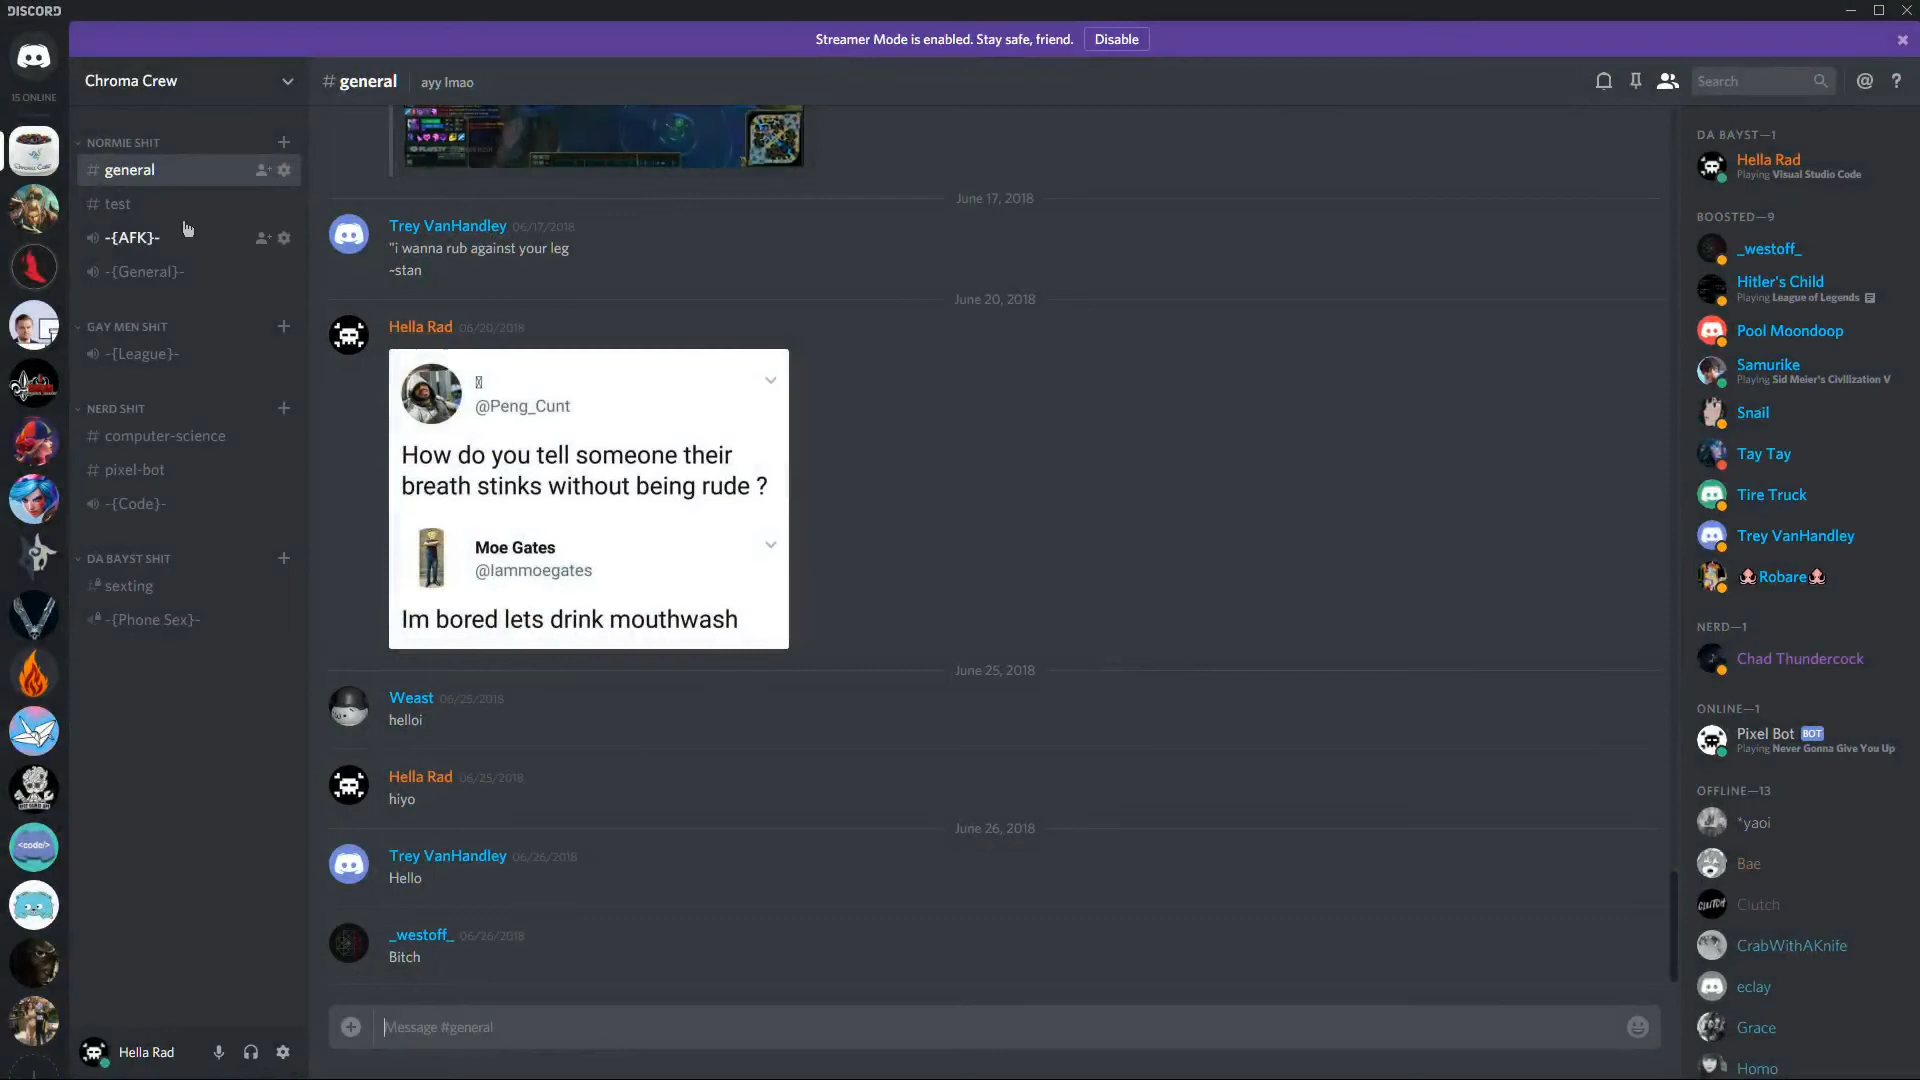 DISCORD
Streamer Mode is enabled. Stay safe, friend. Disable
15 ONLINE
Chroma Crew
NORMIE SHIT
# general
# test
-{AFK}-
-{General}-
GAY MEN SHIT
-{League}-
NERD SHIT
# computer-science
# pixel-bot
-{Code}-
DA BAYST SHIT
sexting
-{Phone Sex}-
Hella Rad
# general ayy lmao
Search
June 17, 2018
Trey VanHandley 06/17/2018
"i wanna rub against your leg
~stan
June 20, 2018
Hella Rad 06/20/2018
@Peng_Cunt
How do you tell someone their
breath stinks without being rude ?
Moe Gates
@Iammoegates
Im bored lets drink mouthwash
June 25, 2018
Weast 06/25/2018
helloi
Hella Rad 06/25/2018
hiyo
June 26, 2018
Trey VanHandley 06/26/2018
Hello
_westoff_ 06/26/2018
Bitch
Message #general
DA BAYST—1
Hella Rad
Playing Visual Studio Code
BOOSTED—9
_westoff_
Hitler's Child
Playing League of Legends
Pool Moondoop
Samurike
Playing Sid Meier's Civilization V
Snail
Tay Tay
Tire Truck
Trey VanHandley
🦑Robare🦑
NERD—1
Chad Thundercock
ONLINE—1
Pixel Bot BOT
Playing Never Gonna Give You Up
OFFLINE—13
*yaoi
Bae
Clutch
CrabWithAKnife
eclay
Grace
Homo